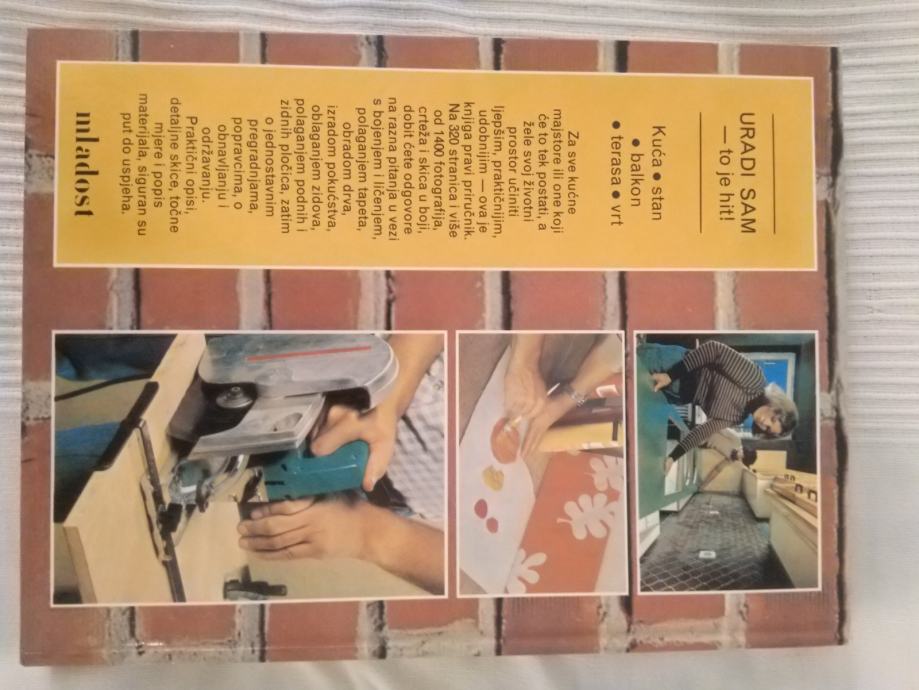 URADI SAM
— to je hit!
Kuća • stan
• balkon
• terasa • vrt
Za sve kućne
majstore ili one koji
će to tek postati, a
žele svoj životni
prostor učiniti
ljepšim, praktičnijim,
udobnijim — ova je
knjiga pravi priručnik.
Na 320 stranica i više
od 1400 fotografija,
crteža i skica u boji,
dobit ćete odgovore
na razna pitanja u vezi
s bojenjem i ličenjem,
polaganjem tapeta,
obradom drva,
izradom pokućstva,
oblaganjem zidova,
polaganjem podnih i
zidnih pločica, zatim
o jednostavnim
pregradnjama,
popravcima, o
obnavljanju i
održavanju.
Praktični opisi,
detaljne skice, točne
mjere i popis
materijala, siguran su
put do uspjeha.
mladost